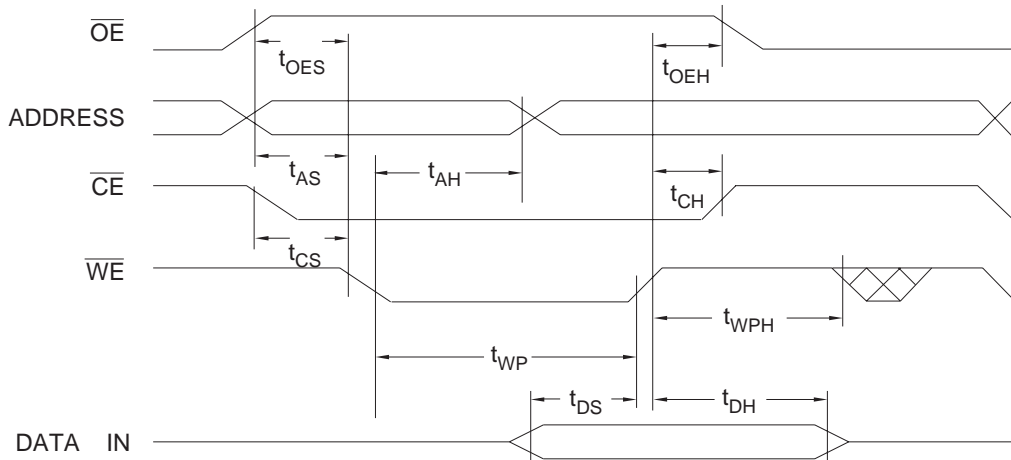 OE
tOES
tOEH
ADDRESS
tAS
tAH
CE
tCH
tCS
WE
tWPH
tWP
tDS
tDH
DATA IN